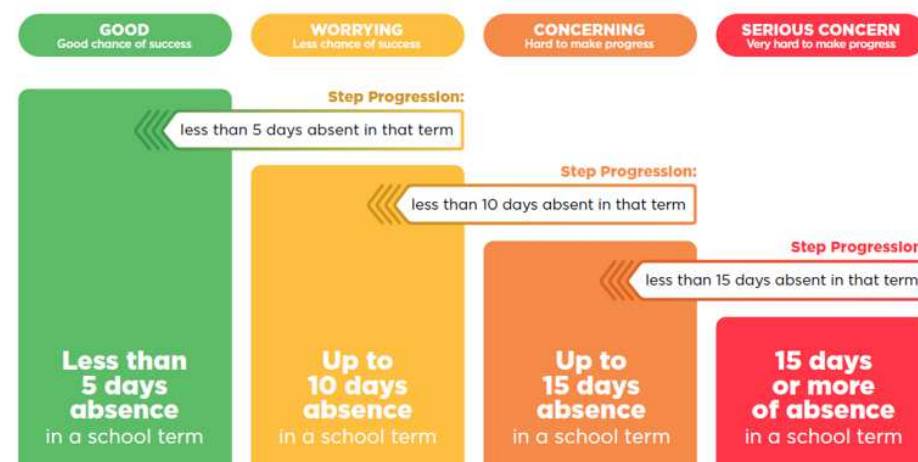 GOOD
Good chance of success
WORRYING
Less chance of success
CONCERNING
Hard to make progress
SERIOUS CONCERN
Very hard to make progress
Step Progression:
less than 5 days absent in that term
Step Progression:
less than 10 days absent in that term
Step Progression
less than 15 days absent in that term
Less than
5 days
absence
in a school term
Up to
10 days
absence
in a school term
Up to
15 days
absence
in a school term
15 days
or more
of absence
in a school term